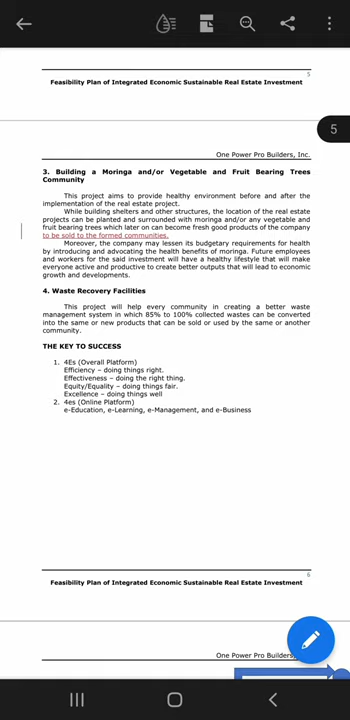 5
Feasibility Plan of Integrated Economic Sustainable Real Estate Investment
5
One Power Pro Builders, Inc.
3. Building a Moringa and/or Vegetable and Fruit Bearing Trees
Community
This project aims to provide healthy environment before and after the
implementation of the real estate project.
While building shelters and other structures, the location of the real estate
projects can be planted and surrounded with moringa and/or any vegetable and
fruit bearing trees which later on can become fresh good products of the company
to be sold to the formed communities.
Moreover, the company may lessen its budgetary requirements for health
by introducing and advocating the health benefits of moringa. Future employees
and workers for the said investment will have a healthy lifestyle that will make
everyone active and productive to create better outputs that will lead to economic
growth and developments.
4. Waste Recovery Facilities
This project will help every community in creating a better waste
management system in which 85% to 100% collected wastes can be converted
into the same or new products that can be sold or used by the same or another
community.
THE KEY TO SUCCESS
1. 4Es (Overall Platform)
Efficiency – doing things right.
Effectiveness – doing the right thing.
Equity/Equality – doing things fair.
Excellence – doing things well
2. 4es (Online Platform)
e-Education, e-Learning, e-Management, and e-Business
6
Feasibility Plan of Integrated Economic Sustainable Real Estate Investment
One Power Pro Builders,